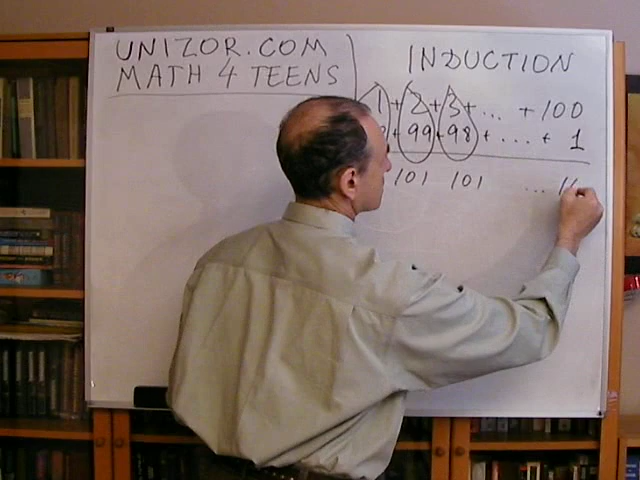 UNIZOR.COM
MATH 4 TEENS
INDUCTION
1+2+3+... +100
+99+98+....+ 1
101 101 ...